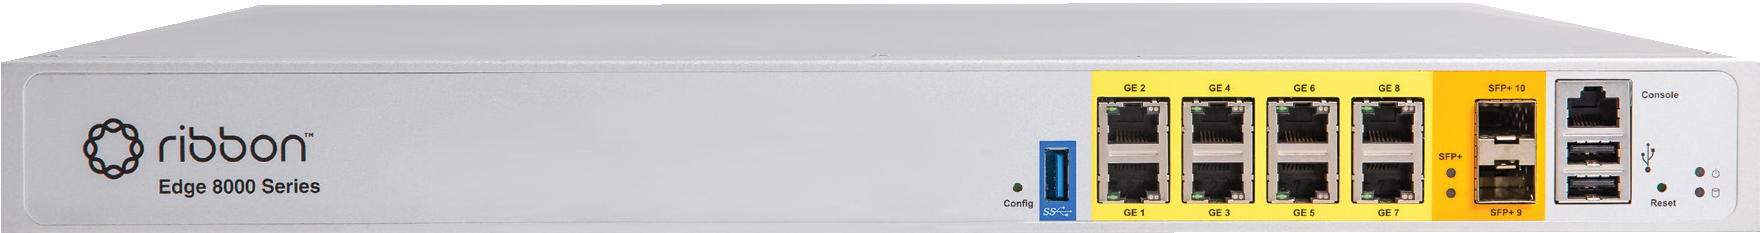 ribbon™
Edge 8000 Series
Config
SS
GE 2
GE 4
GE 6
GE 8
GE 1
GE 3
GE 5
GE 7
SFP+
SFP+ 10
SFP+ 9
Console
Reset